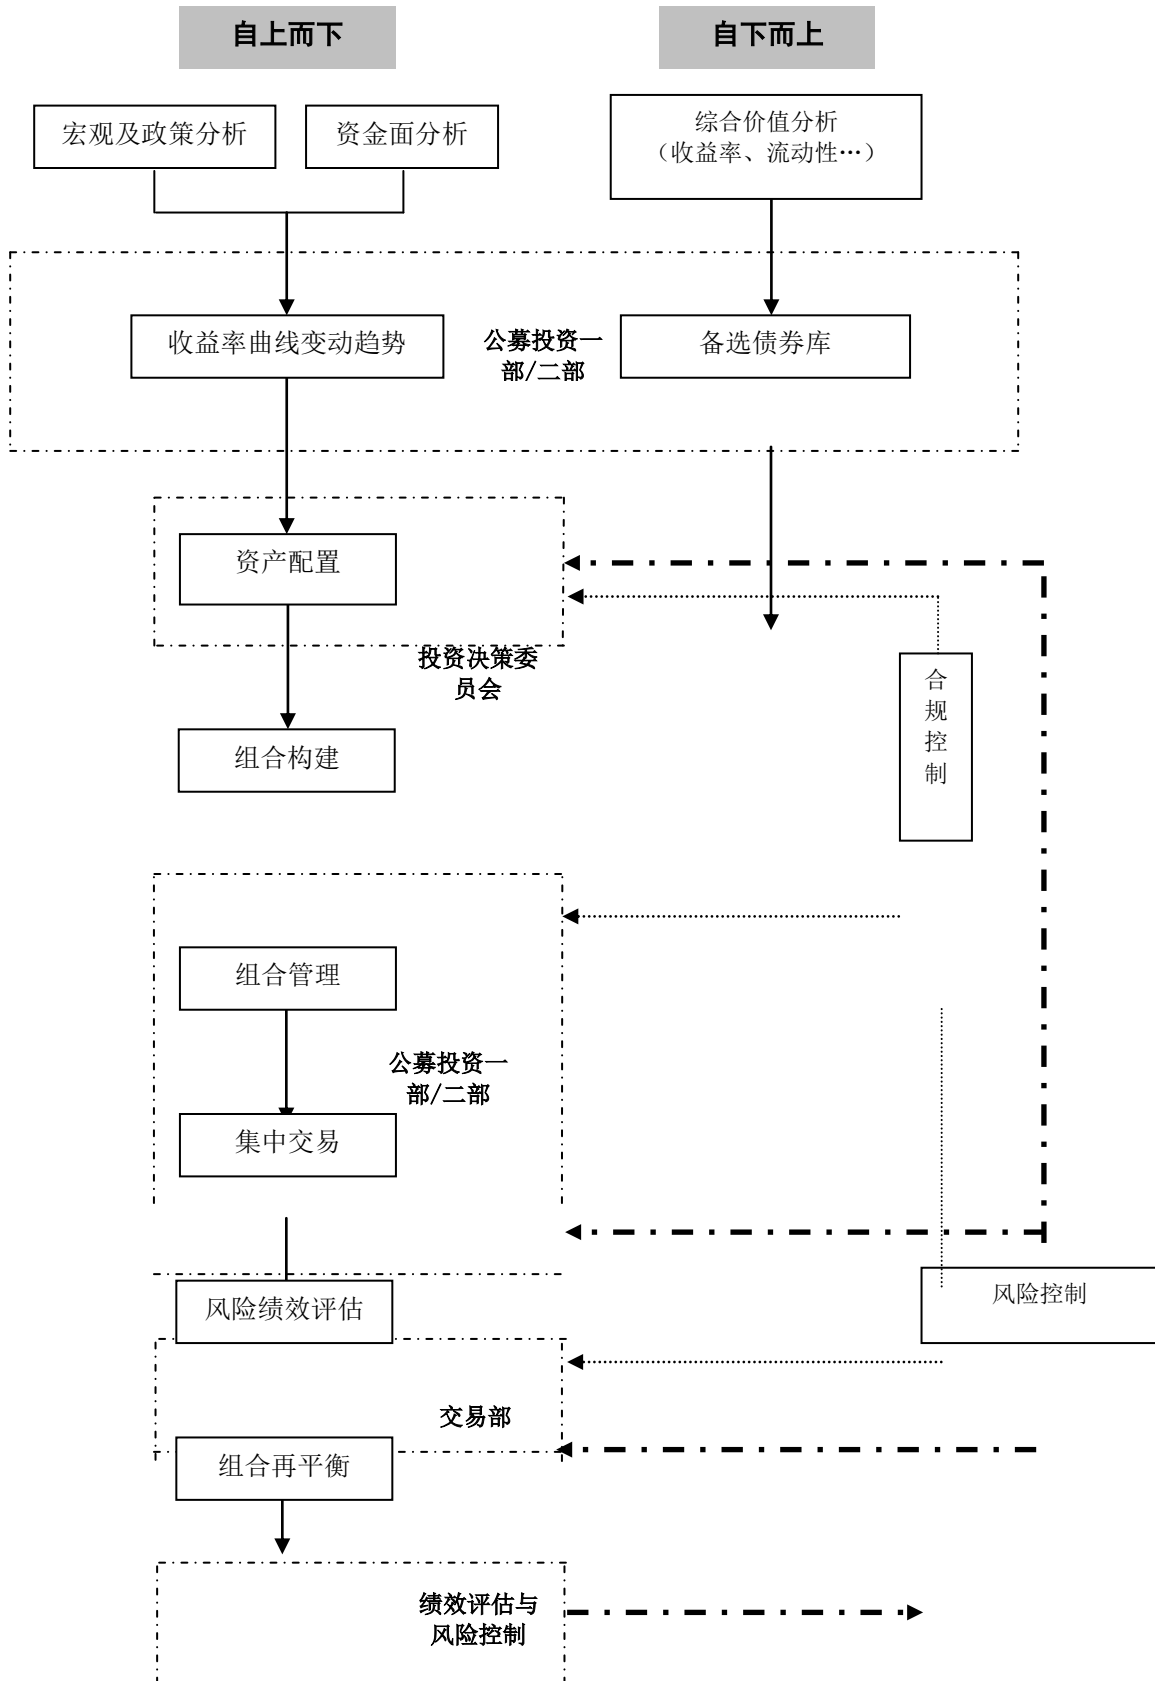 自上而下
自下而上
宏观及政策分析
资金面分析
综合价值分析
（收益率、流动性…）
收益率曲线变动趋势
公募投资一
部/二部
备选债券库
资产配置
投资决策委
员会
合
规
控
制
组合构建
组合管理
公募投资一
部/二部
集中交易
风险绩效评估
风险控制
交易部
组合再平衡
绩效评估与
风险控制